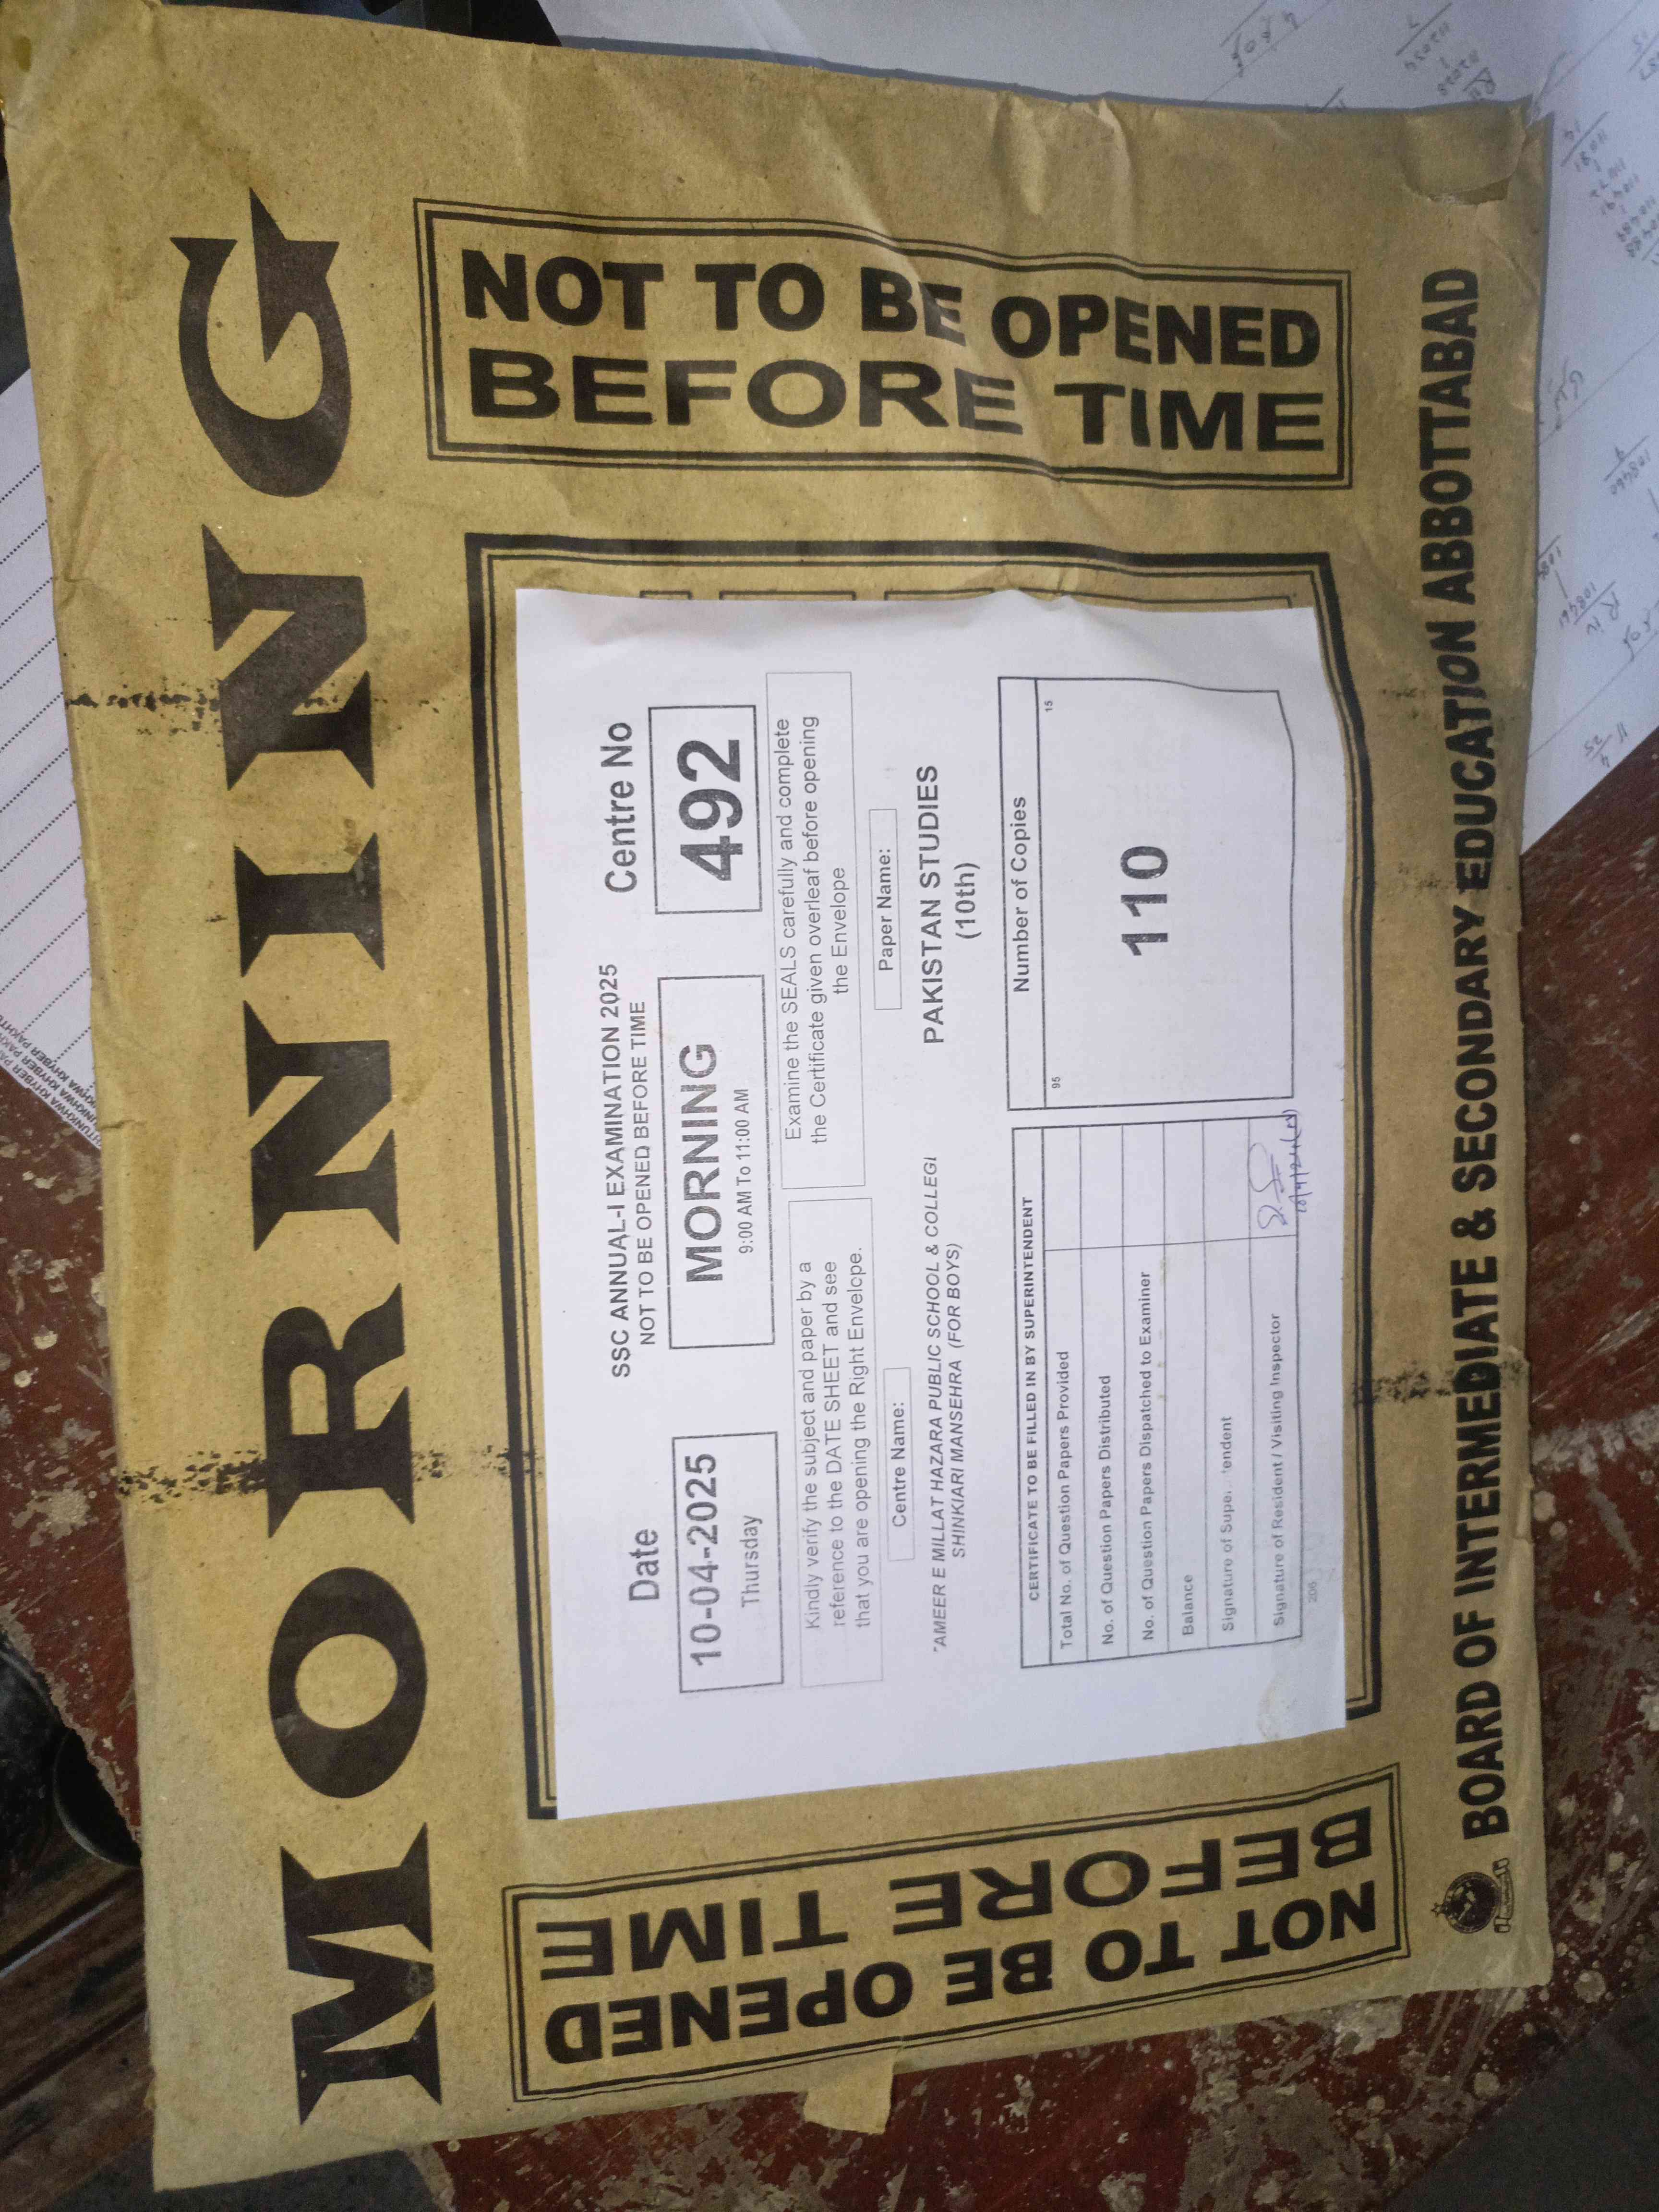 MORNING
NOT TO BE OPENED
BEFORE TIME
NOT TO BE OPENED
BEFORE TIME
SSC ANNUAL-I EXAMINATION 2025
NOT TO BE OPENED BEFORE TIME
Date
10-04-2025
Thursday
MORNING
9:00 AM To 11:00 AM
Centre No
492
Kindly verify the subject and paper by a
reference to the DATE SHEET and see
that you are opening the Right Envelope.
Examine the SEALS carefully and complete
the Certificate given overleaf before opening
the Envelope
Centre Name:
"AMEER E MILLAT HAZARA PUBLIC SCHOOL & COLLEGI
SHINKIARI MANSEHRA (FOR BOYS)
Paper Name:
PAKISTAN STUDIES
(10th)
CERTIFICATE TO BE FILLED IN BY SUPERINTENDENT
Total No. of Question Papers Provided
No. of Question Papers Distributed
No. of Question Papers Dispatched to Examiner
Balance
Signature of Supe tendent
Signature of Resident / Visiting Inspector
206
Number of Copies
95
15
110
BOARD OF INTERMEDIATE & SECONDARY EDUCATION ABBOTTABAD